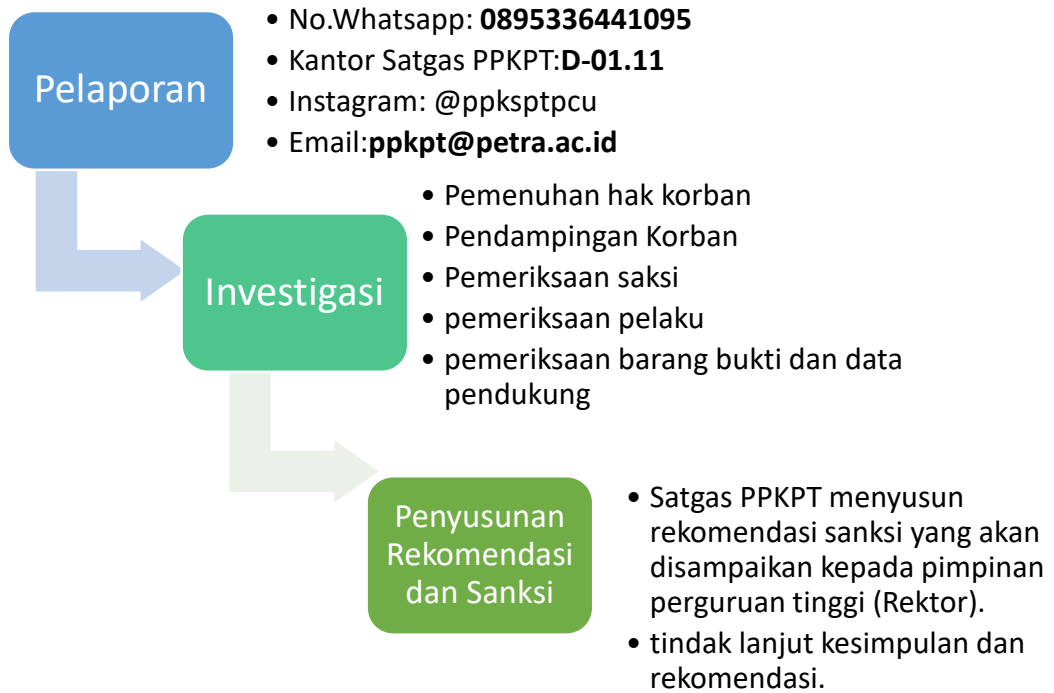 Pelaporan
• No.Whatsapp: 0895336441095
• Kantor Satgas PPKPT:D-01.11
• Instagram: @ppksptpcu
• Email:ppkpt@petra.ac.id
Investigasi
• Pemenuhan hak korban
• Pendampingan Korban
• Pemeriksaan saksi
• pemeriksaan pelaku
• pemeriksaan barang bukti dan data
pendukung
Penyusunan
Rekomendasi
dan Sanksi
• Satgas PPKPT menyusun
rekomendasi sanksi yang akan
disampaikan kepada pimpinan
perguruan tinggi (Rektor).
• tindak lanjut kesimpulan dan
rekomendasi.